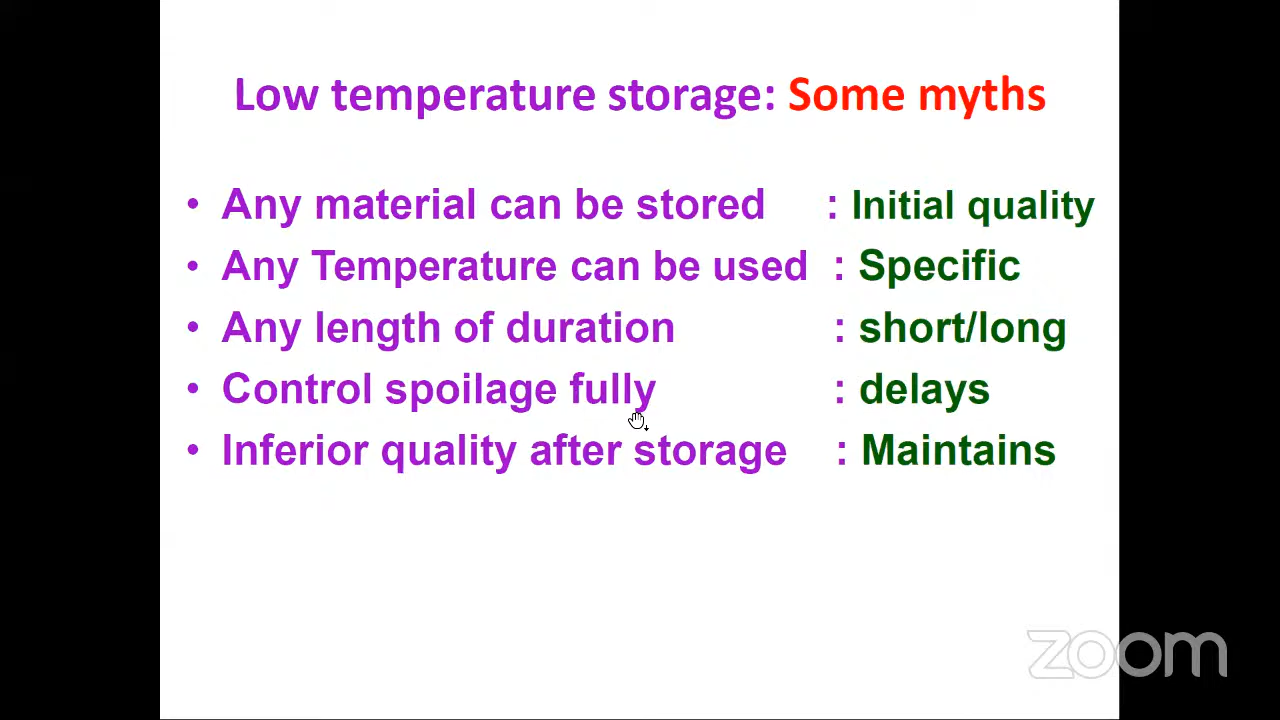 Low temperature storage: Some myths
• Any material can be stored : Initial quality
• Any Temperature can be used : Specific
• Any length of duration : short/long
• Control spoilage fully : delays
• Inferior quality after storage : Maintains
zoom